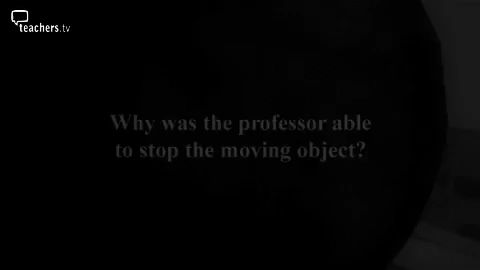 teachers.tv
Why was the professor able
to stop the moving object?